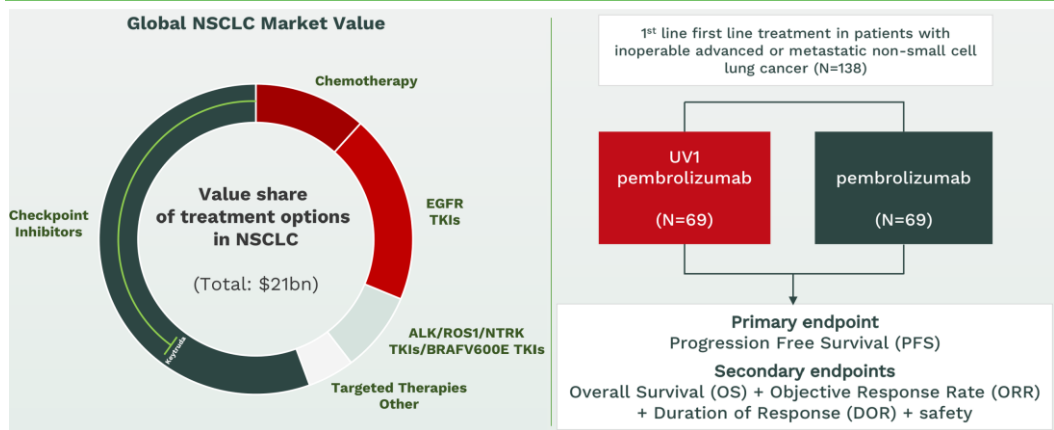 Global NSCLC Market Value
Chemotherapy
Checkpoint
Inhibitors
Value share
of treatment options
in NSCLC
(Total: $21bn)
EGFR
TKIs
Keytruda
ALK/ROS1/NTRK
TKIs/BRAFV600E TKIs
Targeted Therapies
Other
1st line first line treatment in patients with
inoperable advanced or metastatic non-small cell
lung cancer (N=138)
UV1
pembrolizumab
(N=69)
pembrolizumab
(N=69)
Primary endpoint
Progression Free Survival (PFS)
Secondary endpoints
Overall Survival (OS) + Objective Response Rate (ORR)
+ Duration of Response (DOR) + safety